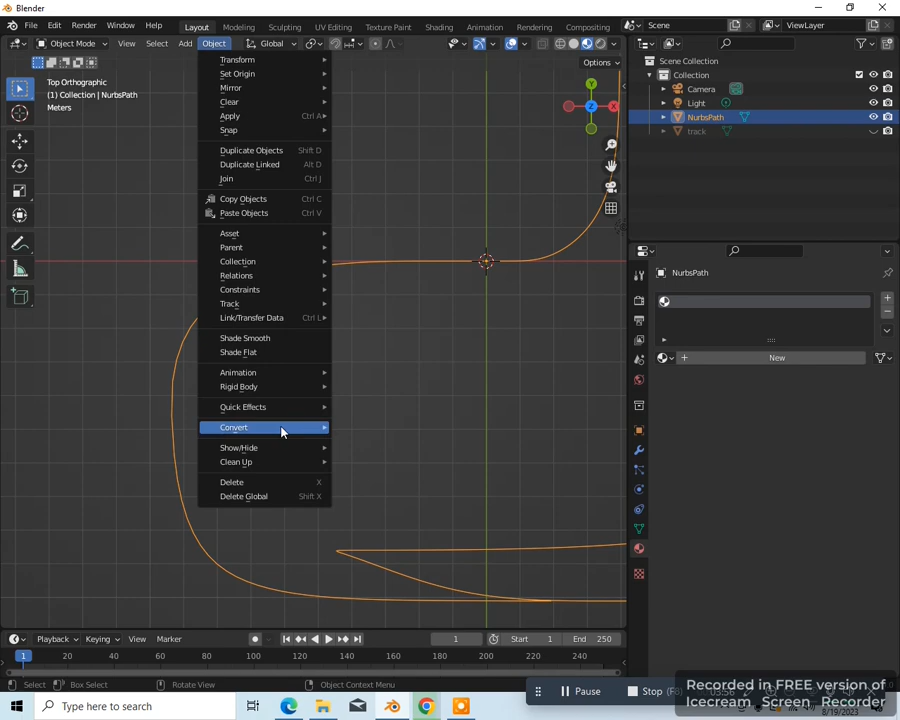 Blender
File Edit Render Window Help Layout Modeling Sculpting UV Editing Texture Paint Shading Animation Rendering Compositing Scene ViewLayer
Object Mode View Select Add Object Global
Options
Top Orthographic
(1) Collection | NurbsPath
Meters
Transform
Set Origin
Mirror
Clear
Apply Ctrl A
Snap
Duplicate Objects Shift D
Duplicate Linked Alt D
Join Ctrl J
Copy Objects Ctrl C
Paste Objects Ctrl V
Asset
Parent
Collection
Relations
Constraints
Track
Link/Transfer Data Ctrl L
Shade Smooth
Shade Flat
Animation
Rigid Body
Quick Effects
Convert
Show/Hide
Clean Up
Delete X
Delete Global Shift X
Y
Z
X
Scene Collection
Collection
Camera
Light
NurbsPath
track
NurbsPath
New
Playback Keying View Marker 1 Start 1 End 250
1 20 40 60 80 100 120 140 160 180 200 220 240
Select Box Select Rotate View Object Context Menu
Pause Stop (F8) 03:56
Recorded in FREE version of
Icecream Screen Recorder
Type here to search
8/19/2023